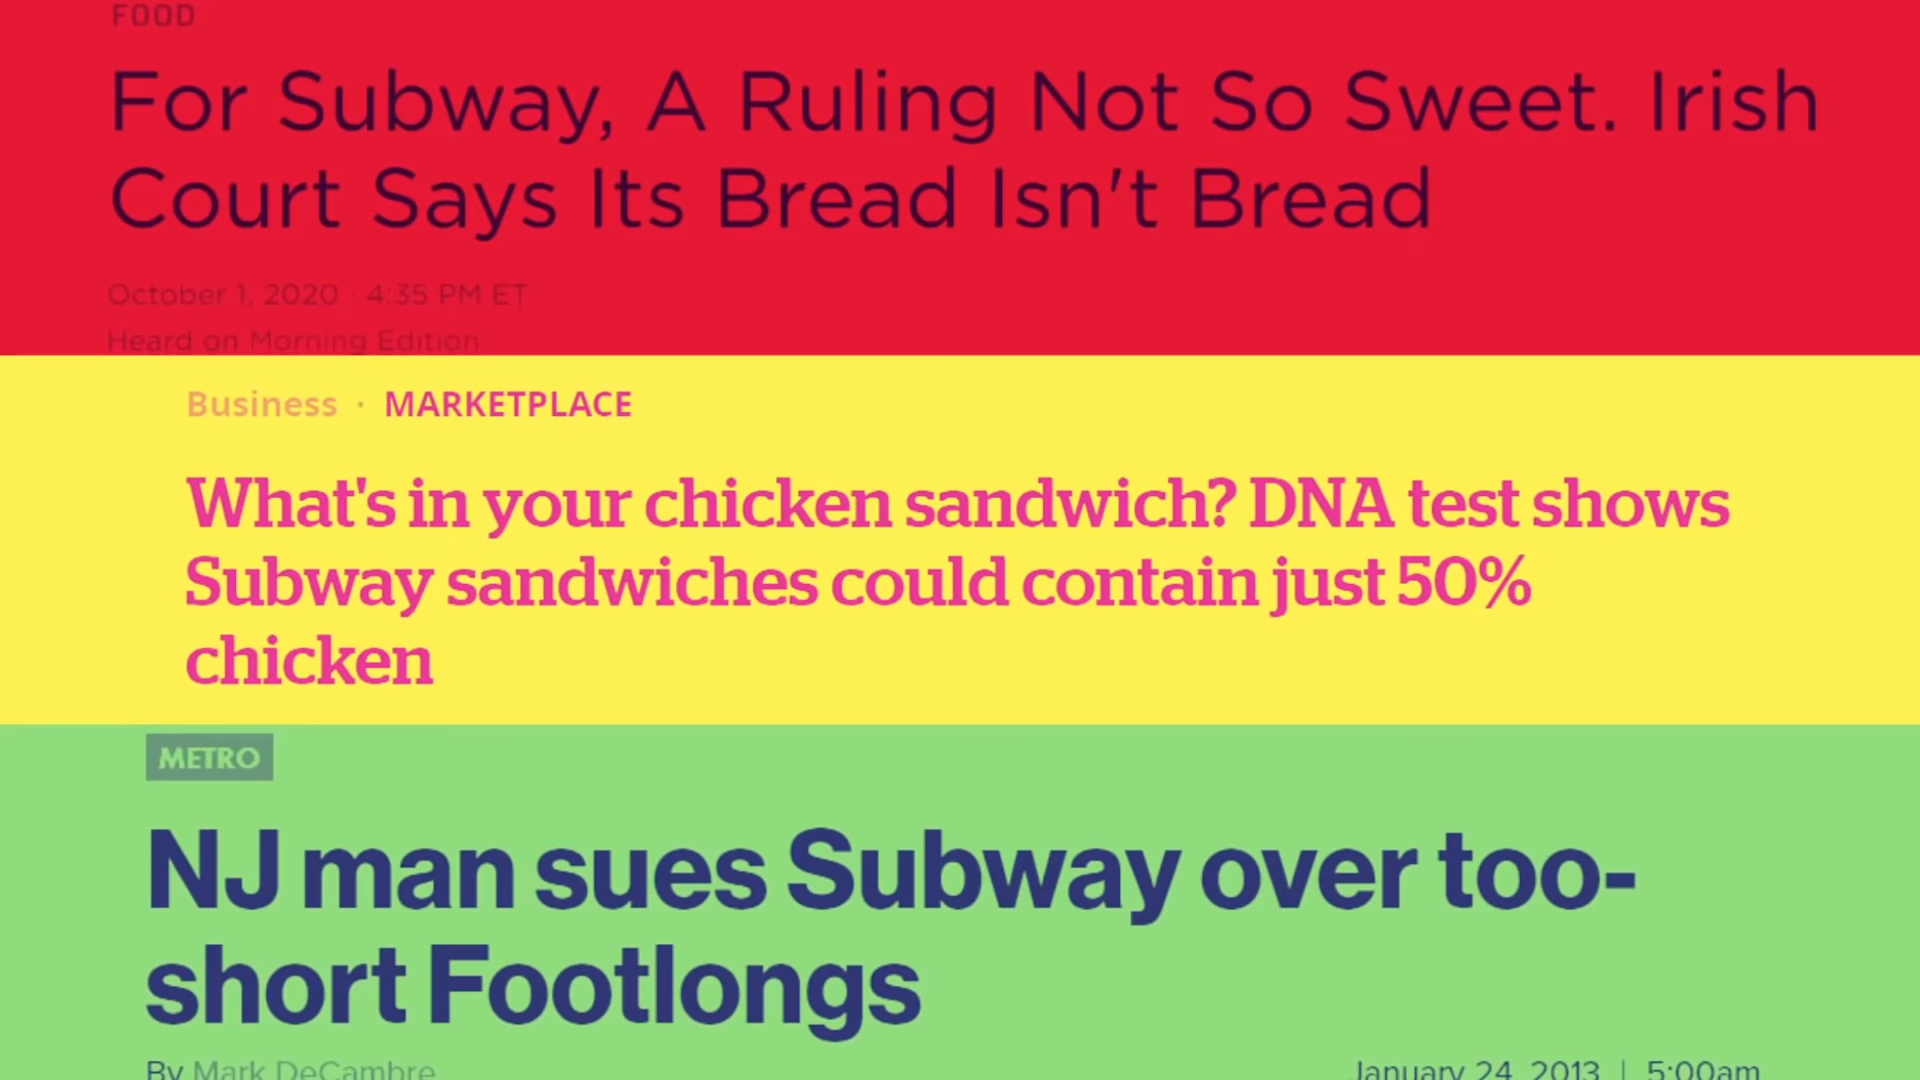 FOOD
For Subway, A Ruling Not So Sweet. Irish
Court Says Its Bread Isn't Bread
October 1, 2020 · 4:35 PM ET
Heard on Morning Edition
Business · MARKETPLACE
What's in your chicken sandwich? DNA test shows
Subway sandwiches could contain just 50%
chicken
METRO
NJ man sues Subway over too-
short Footlongs
By Mark DeCambre January 24, 2013 | 5:00am